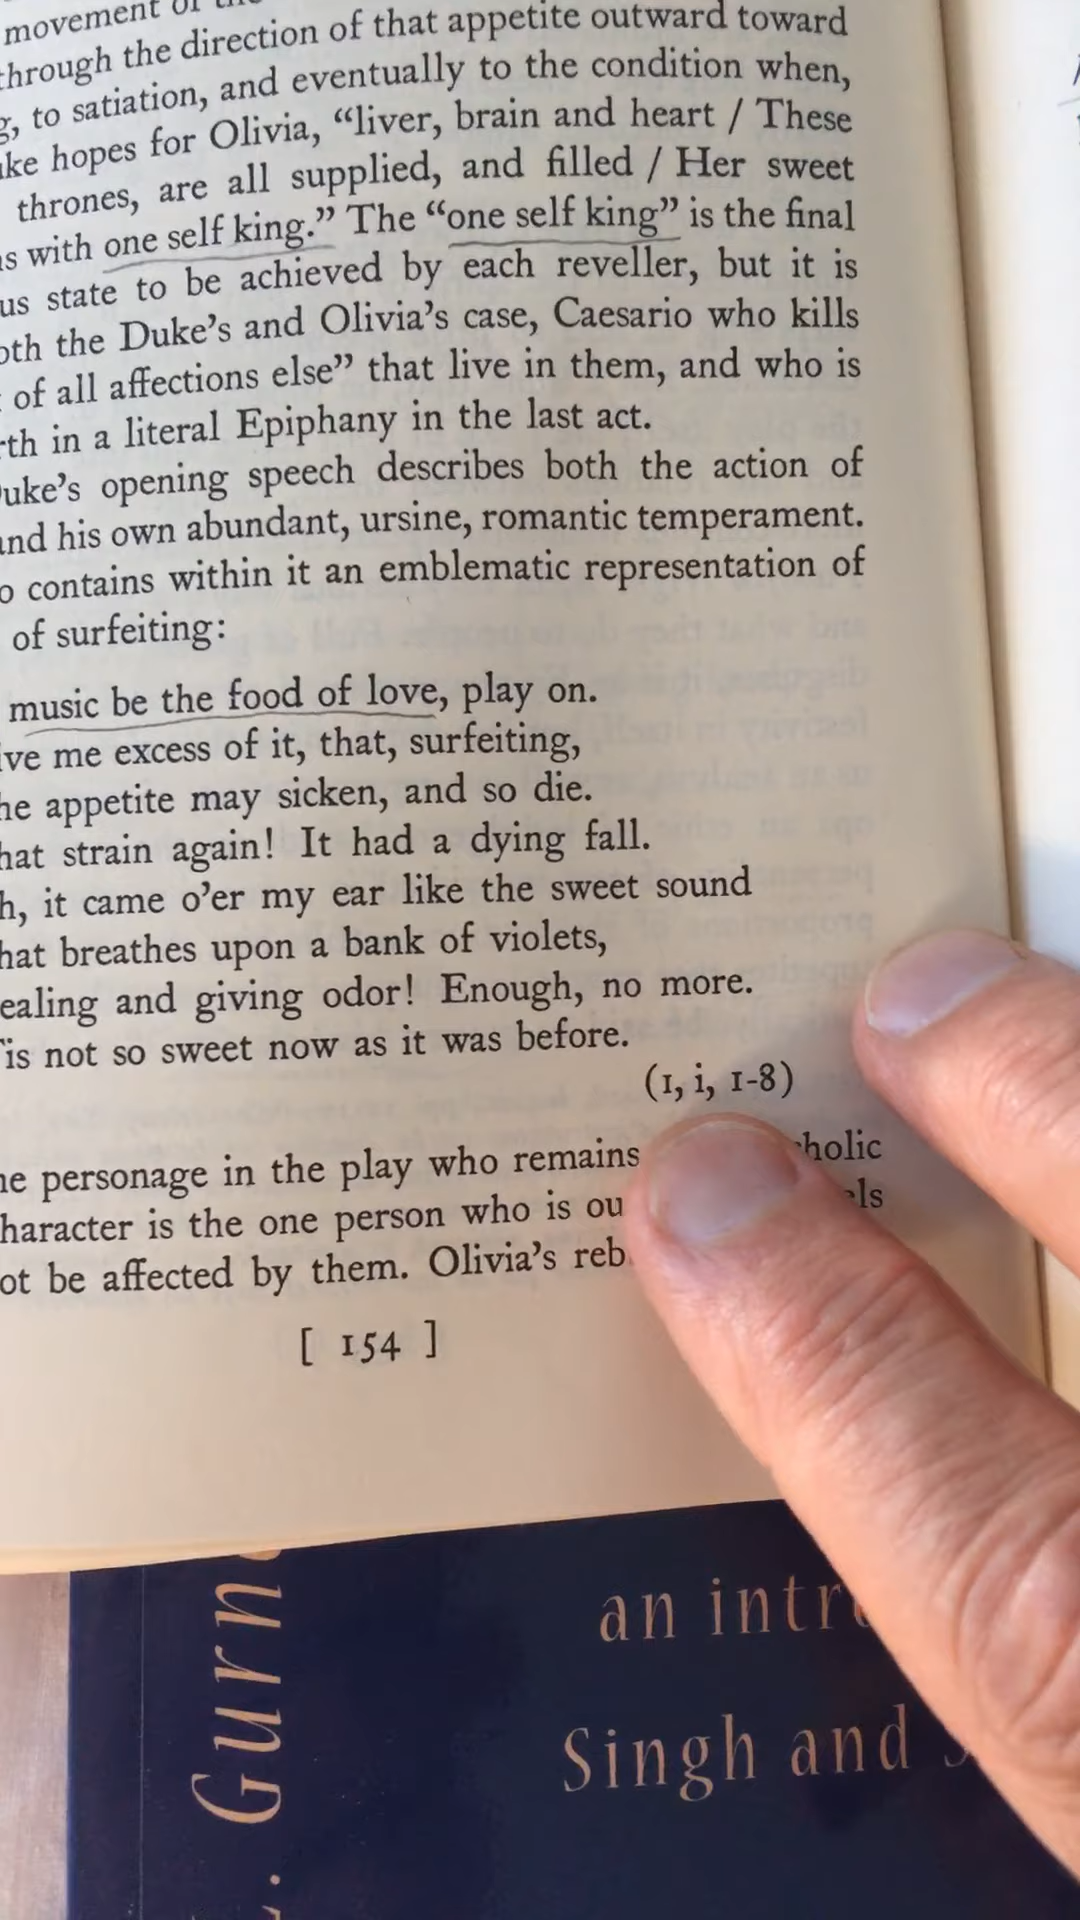 movement of
through the direction of that appetite outward toward
to satiation, and eventually to the condition when,
ke hopes for Olivia, “liver, brain and heart / These
thrones, are all supplied, and filled / Her sweet
s with one self king.” The “one self king” is the final
us state to be achieved by each reveller, but it is
oth the Duke’s and Olivia’s case, Caesario who kills
of all affections else” that live in them, and who is
rth in a literal Epiphany in the last act.
uke’s opening speech describes both the action of
and his own abundant, ursine, romantic temperament.
o contains within it an emblematic representation of
of surfeiting:
music be the food of love, play on.
ive me excess of it, that, surfeiting,
he appetite may sicken, and so die.
hat strain again! It had a dying fall.
h, it came o’er my ear like the sweet sound
hat breathes upon a bank of violets,
ealing and giving odor! Enough, no more.
’is not so sweet now as it was before.
(1, i, 1-8)
ne personage in the play who remains holic
haracter is the one person who is ou els
ot be affected by them. Olivia’s reb
[ 154 ]
Gurn
an intr
Singh and